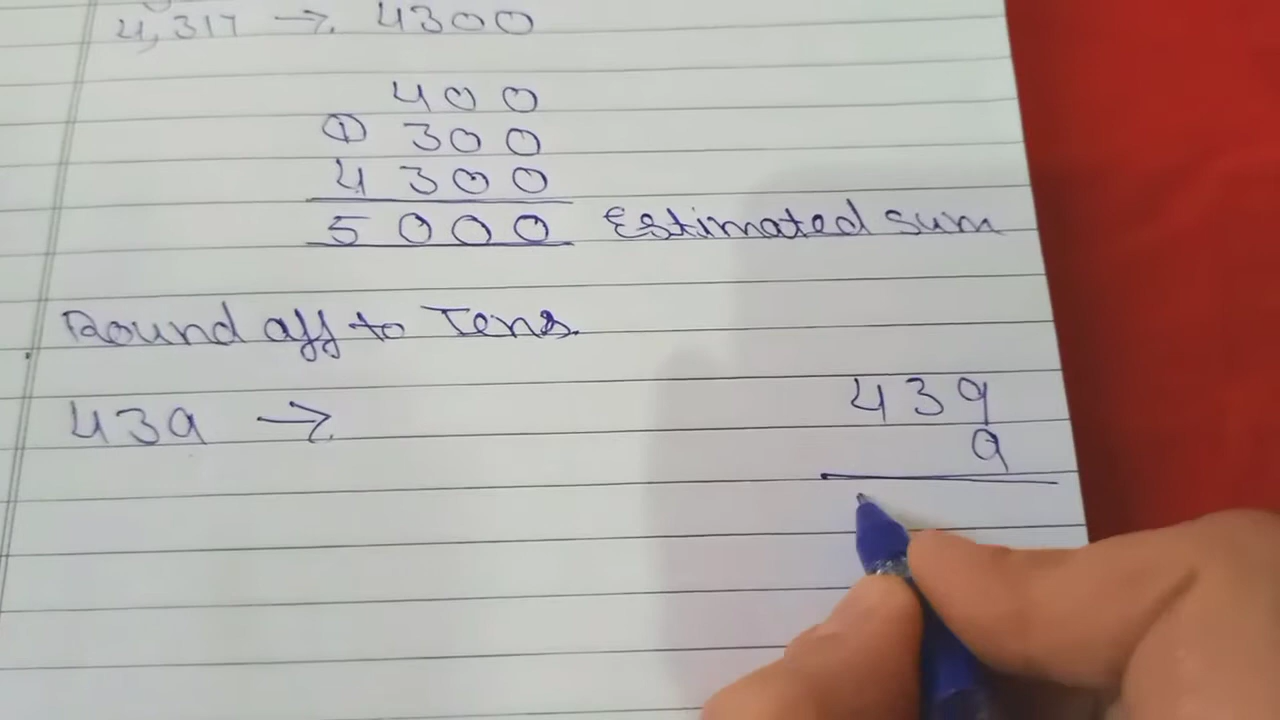 4,317 → 4300
400
① 300
4300
5000 Estimated sum
Round off to Tens.
439 →
439
9